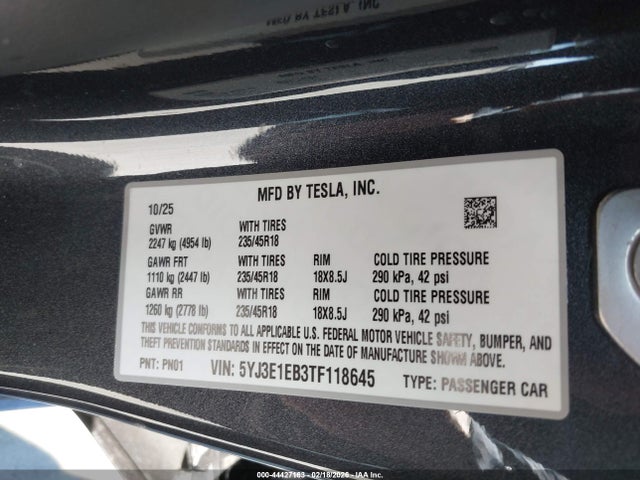 MFD BY TESLA, INC.
10/25
GVWR WITH TIRES
2247 kg (4954 lb) 235/45R18
GAWR FRT WITH TIRES RIM COLD TIRE PRESSURE
1110 kg (2447 lb) 235/45R18 18X8.5J 290 kPa, 42 psi
GAWR RR WITH TIRES RIM COLD TIRE PRESSURE
1260 kg (2778 lb) 235/45R18 18X8.5J 290 kPa, 42 psi
THIS VEHICLE CONFORMS TO ALL APPLICABLE U.S. FEDERAL MOTOR VEHICLE SAFETY, BUMPER, AND
THEFT PREVENTION STANDARDS IN EFFECT ON THE DATE OF MANUFACTURE SHOWN ABOVE.
PNT: PN01 VIN: 5YJ3E1EB3TF118645 TYPE: PASSENGER CAR
00-44427163 - 02/18/2026 - IAAI